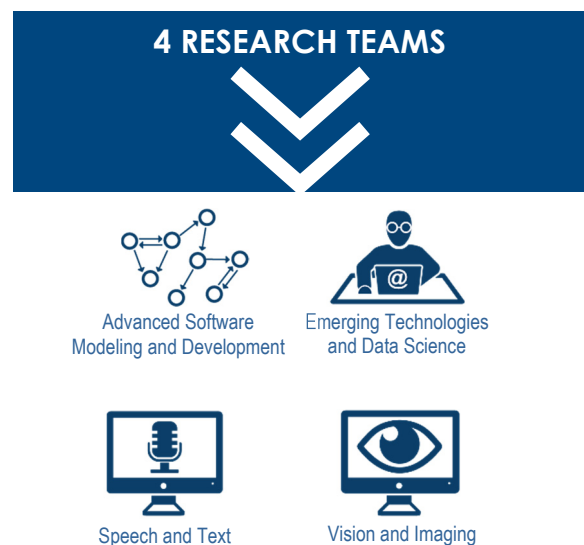 4 RESEARCH TEAMS
Advanced Software
Modeling and Development
@
Emerging Technologies
and Data Science
Speech and Text
Vision and Imaging